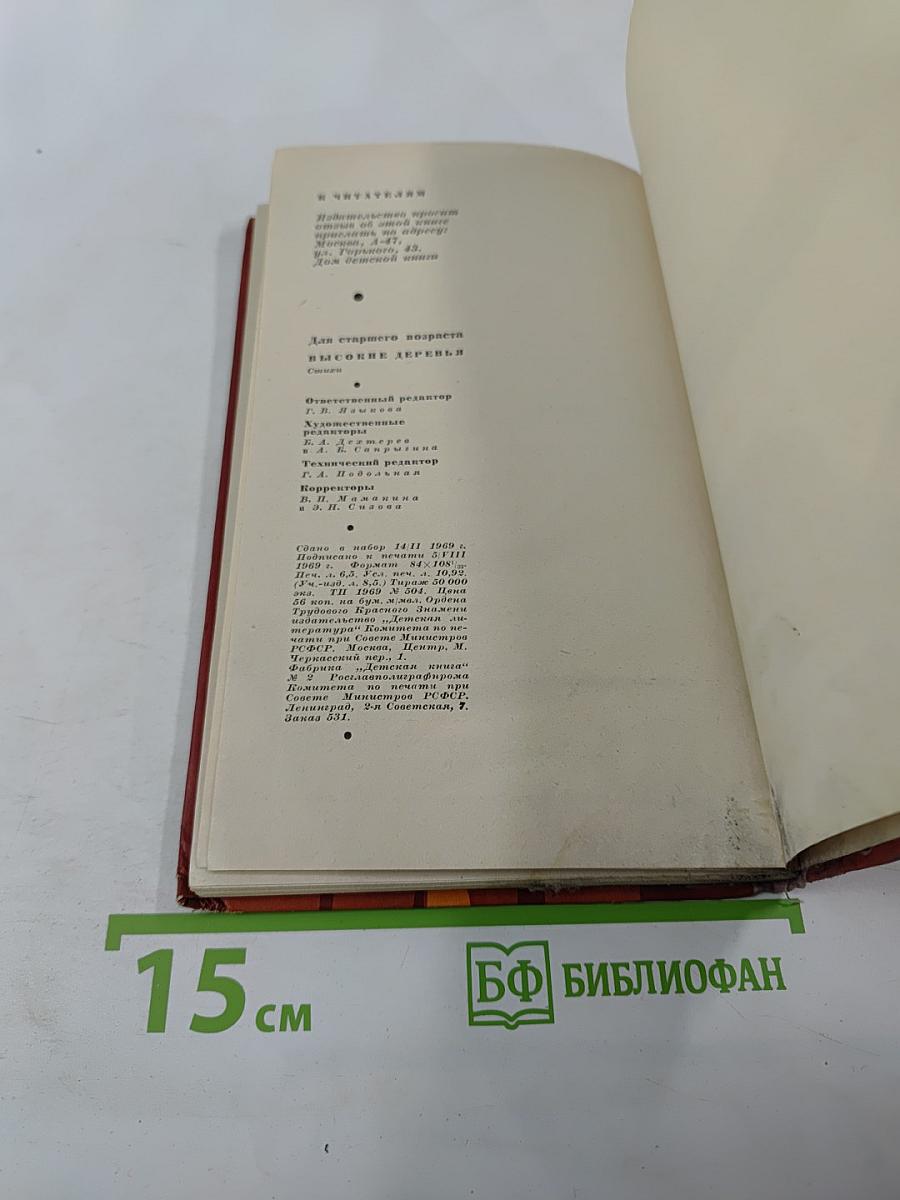 К ЧИТАТЕЛЯМ
Издательство просит
отзыв об этой книге
прислать по адресу:
Москва, А-47,
ул. Горького, 43.
Дом детской книги
Для старшего возраста
ВЫСОКИЕ ДЕРЕВЬЯ
Стихи
Ответственный редактор
Г. В. Языкова
Художественные
редакторы
Б. А. Дехтерев
и А. Б. Сапрыгина
Технический редактор
Г. А. Подольная
Корректоры
В. П. Мамакина
и Э. Н. Сизова
Сдано в набор 14/II 1969 г.
Подписано к печати 5/VIII
1969 г. Формат 84×108¹/₃₂.
Печ. л. 6,5. Усл. печ. л. 10,92.
(Уч.-изд. л. 8,5.) Тираж 50 000
экз. ТП 1969 № 504. Цена
56 коп. на бум. м/мел. Ордена
Трудового Красного Знамени
издательство „Детская ли-
тература“ Комитета по пе-
чати при Совете Министров
РСФСР. Москва, Центр, М.
Черкасский пер., 1.
Фабрика „Детская книга“
№ 2 Росглавполиграфпрома
Комитета по печати при
Совете Министров РСФСР.
Ленинград, 2-я Советская, 7.
Заказ 531.
15 см
БФ БИБЛИОФАН